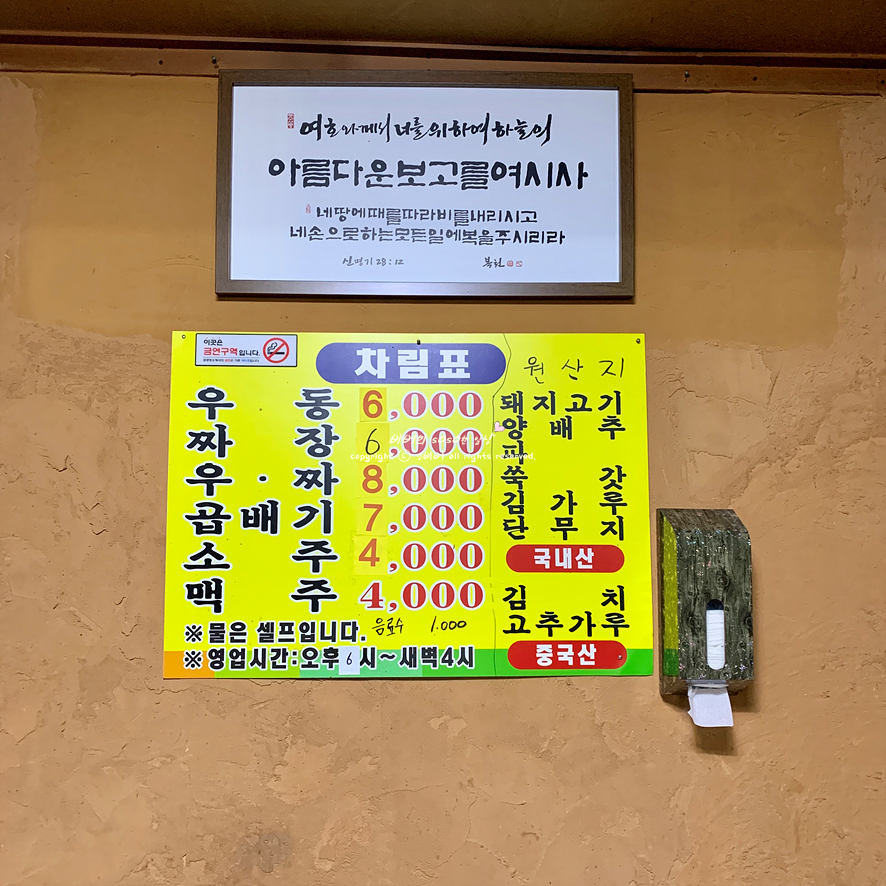 여호와께서 너를 위하여 하늘의
아름다운 보고를 여시사
네 땅에 때를 따라 비를 내리시고
네 손으로 하는 모든 일에 복을 주시리라
신명기 28:12
이곳은
금연구역입니다.
차림표
우동 6,000
짜장 6,000
우·짜 8,000
곱배기 7,000
소주 4,000
맥주 4,000
※물은 셀프입니다. 음료수 1.000
※영업시간:오후 6시~새벽4시
원산지
돼지고기
양배추
파
쑥갓
김가루
단무지
국내산
김치
고추가루
중국산
copyright ⓒ all rights reserved.